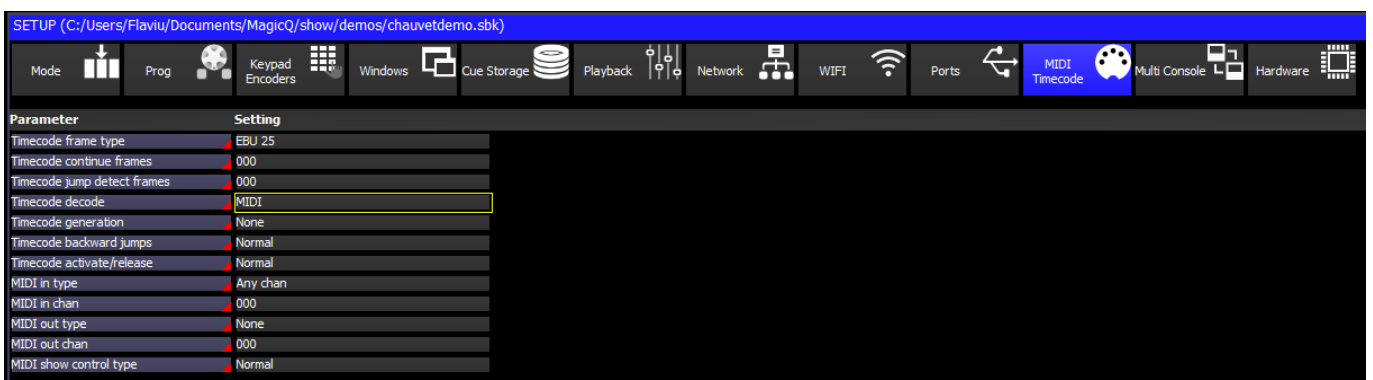 SETUP (C:/Users/Flaviu/Documents/MagicQ/show/demos/chauvetdemo.sbk)
Mode Prog Keypad Encoders Windows Cue Storage Playback Network WIFI Ports MIDI Timecode Multi Console Hardware
Parameter Setting
Timecode frame type EBU 25
Timecode continue frames 000
Timecode jump detect frames 000
Timecode decode MIDI
Timecode generation None
Timecode backward jumps Normal
Timecode activate/release Normal
MIDI in type Any chan
MIDI in chan 000
MIDI out type None
MIDI out chan 000
MIDI show control type Normal